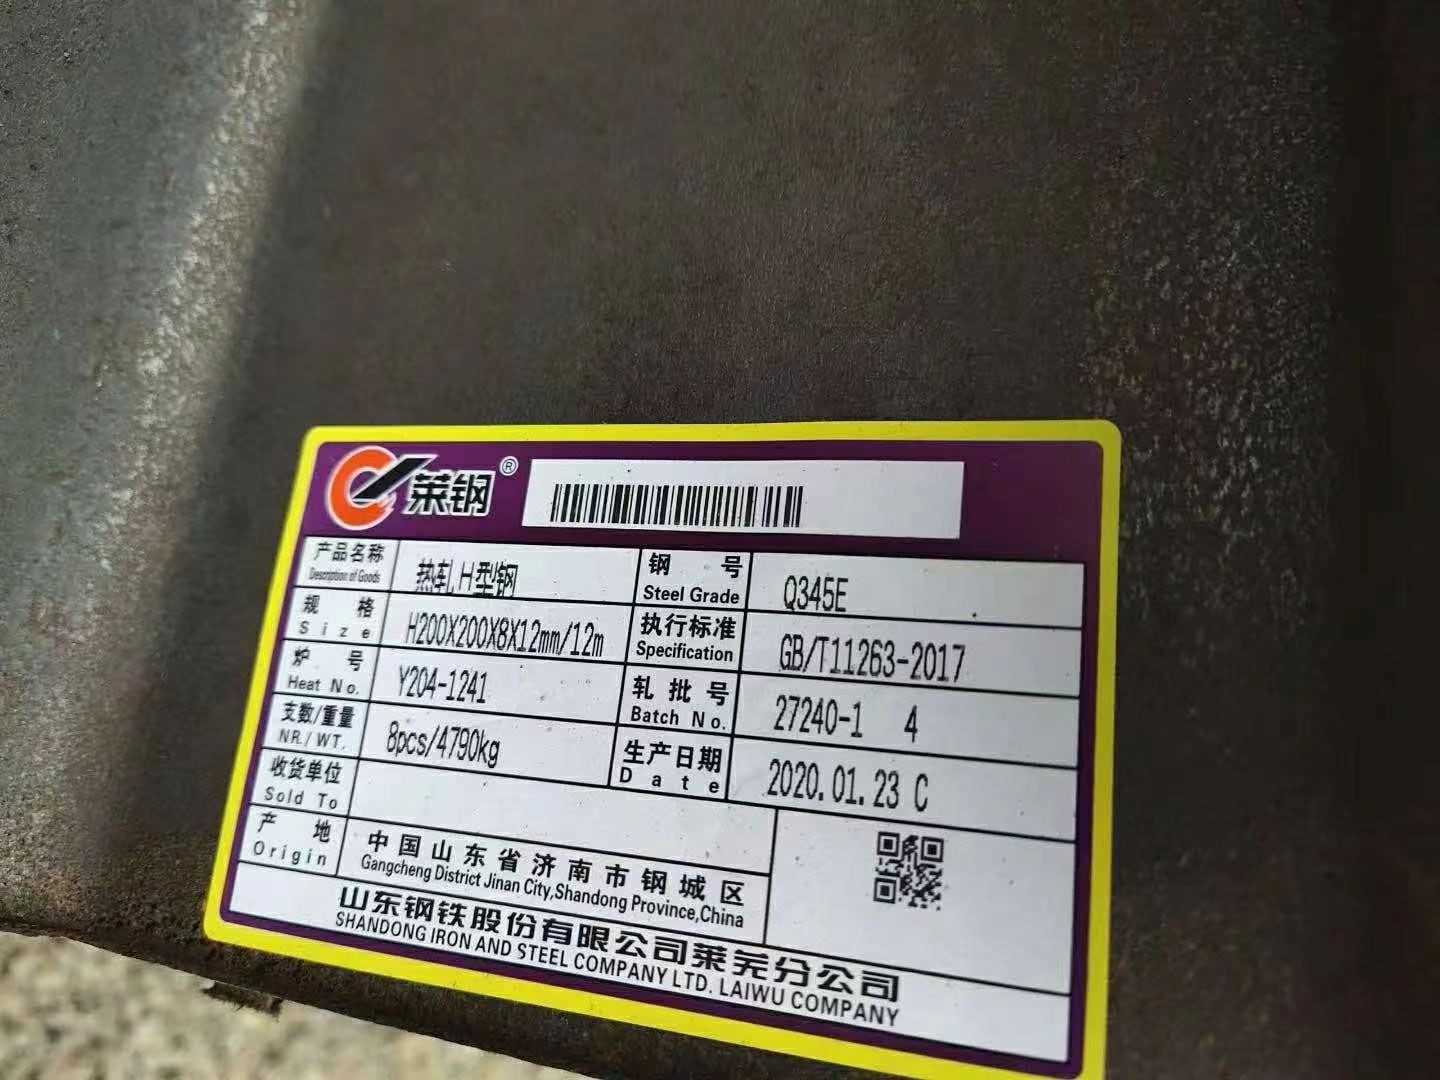 莱钢®
产品名称 热轧H型钢 钢号 Q345E
Description of Goods Steel Grade
规格 H200X200X8X12mm/12m 执行标准 GB/T11263-2017
Size Specification
炉号 Y204-1241 轧批号 27240-1 4
Heat No. Batch No.
支数/重量 8pcs/4790kg 生产日期 2020.01.23 C
NR./WT. Date
收货单位
Sold To
产地 中国山东省济南市钢城区
Origin Gangcheng District Jinan City,Shandong Province,China
山东钢铁股份有限公司莱芜分公司
SHANDONG IRON AND STEEL COMPANY LTD. LAIWU COMPANY